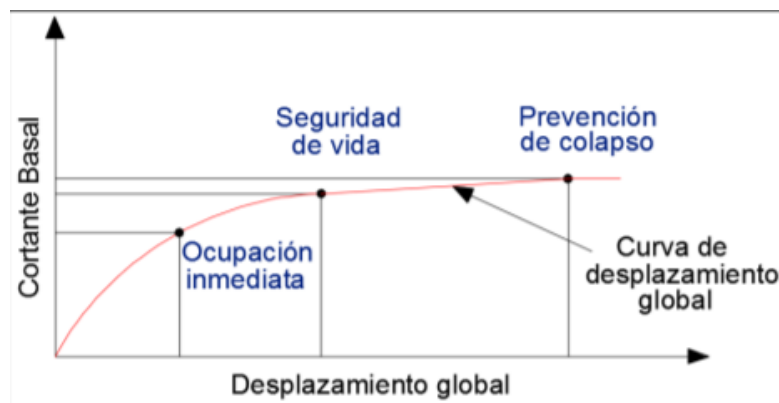 Cortante Basal
Seguridad
de vida
Prevención
de colapso
Ocupación
inmediata
Curva de
desplazamiento
global
Desplazamiento global